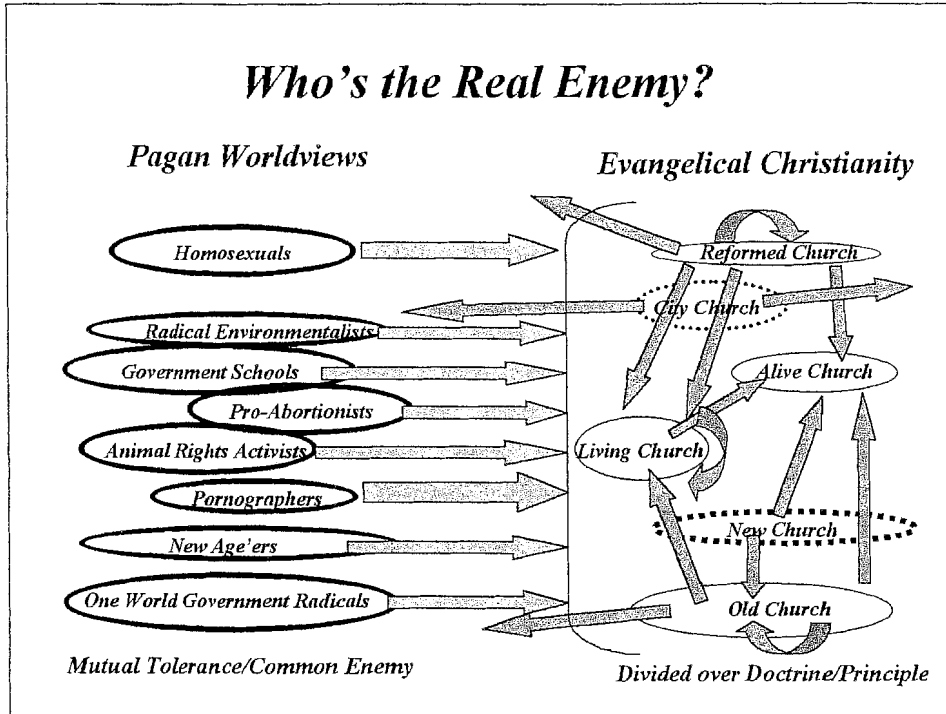 Who's the Real Enemy?
Pagan Worldviews
Evangelical Christianity
Homosexuals
Radical Environmentalists
Government Schools
Pro-Abortionists
Animal Rights Activists
Pornographers
New Age'ers
One World Government Radicals
Mutual Tolerance/Common Enemy
Reformed Church
City Church
Alive Church
Living Church
New Church
Old Church
Divided over Doctrine/Principle